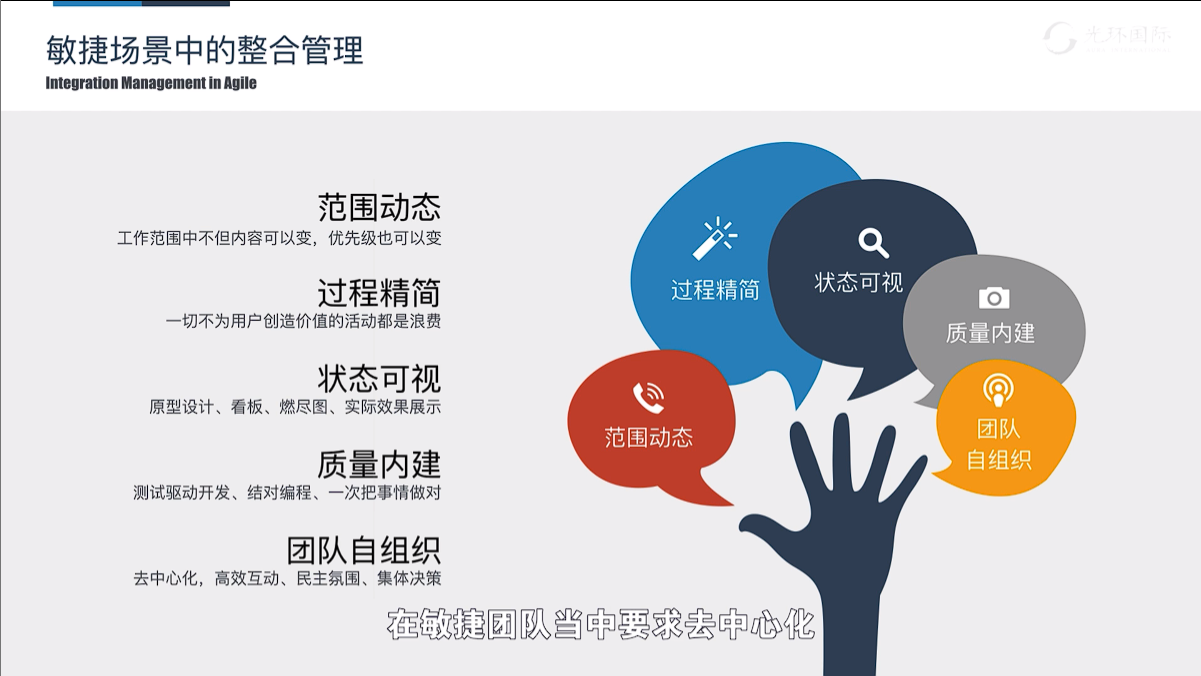 敏捷场景中的整合管理
Integration Management in Agile
光环国际
范围动态
工作范围中不但内容可以变，优先级也可以变
过程精简
一切不为用户创造价值的活动都是浪费
状态可视
原型设计、看板、燃尽图、实际效果展示
质量内建
测试驱动开发、结对编程、一次把事情做对
团队自组织
去中心化，高效互动、民主氛围、集体决策
过程精简
状态可视
质量内建
范围动态
团队
自组织
在敏捷团队当中要求去中心化